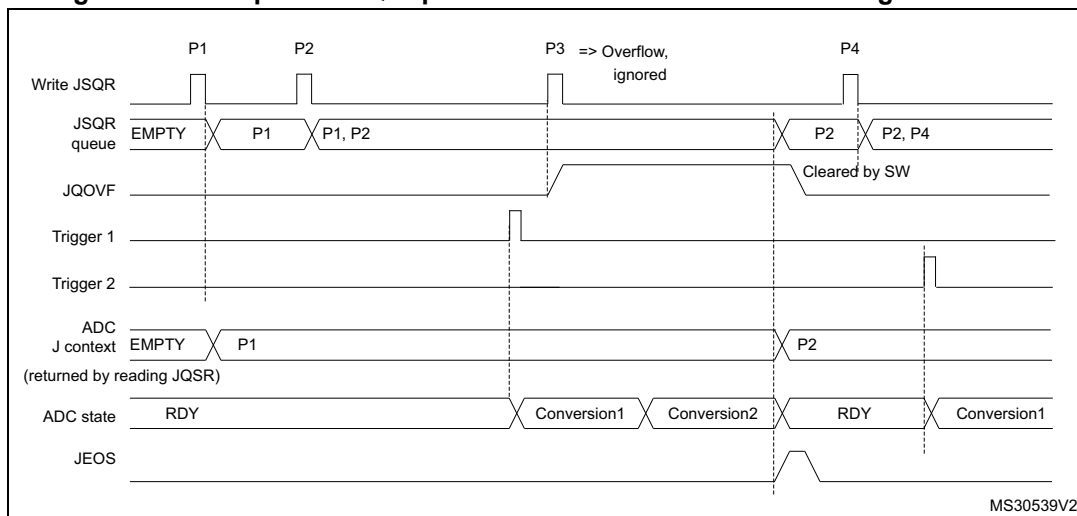 P1 P2 P3 => Overflow, P4
ignored
Write JSQR
JSQR
queue
EMPTY P1 P1, P2 P2 P2, P4
Cleared by SW
JQOVF
Trigger 1
Trigger 2
ADC
J context
EMPTY P1 P2
(returned by reading JQSR)
ADC state RDY Conversion1 Conversion2 RDY Conversion1
JEOS
MS30539V2